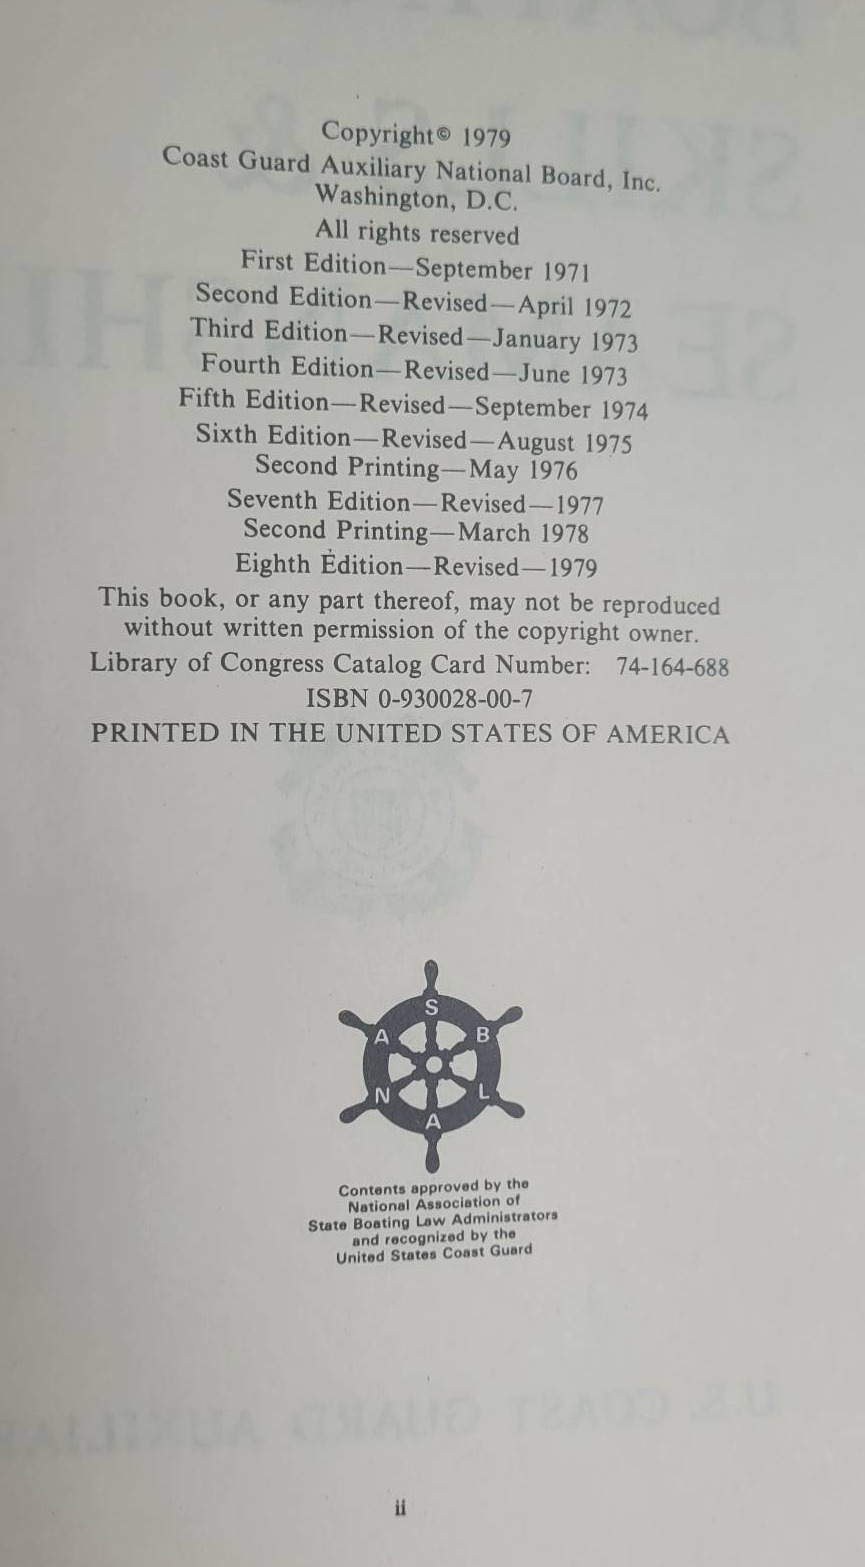 Copyright© 1979
Coast Guard Auxiliary National Board, Inc.
Washington, D.C.
All rights reserved
First Edition—September 1971
Second Edition—Revised—April 1972
Third Edition—Revised—January 1973
Fourth Edition—Revised—June 1973
Fifth Edition—Revised—September 1974
Sixth Edition—Revised—August 1975
Second Printing—May 1976
Seventh Edition—Revised—1977
Second Printing—March 1978
Eighth Edition—Revised—1979
This book, or any part thereof, may not be reproduced
without written permission of the copyright owner.
Library of Congress Catalog Card Number: 74-164-688
ISBN 0-930028-00-7
PRINTED IN THE UNITED STATES OF AMERICA
N A S B L A
Contents approved by the
National Association of
State Boating Law Administrators
and recognized by the
United States Coast Guard
U.S. COAST GUARD
ii